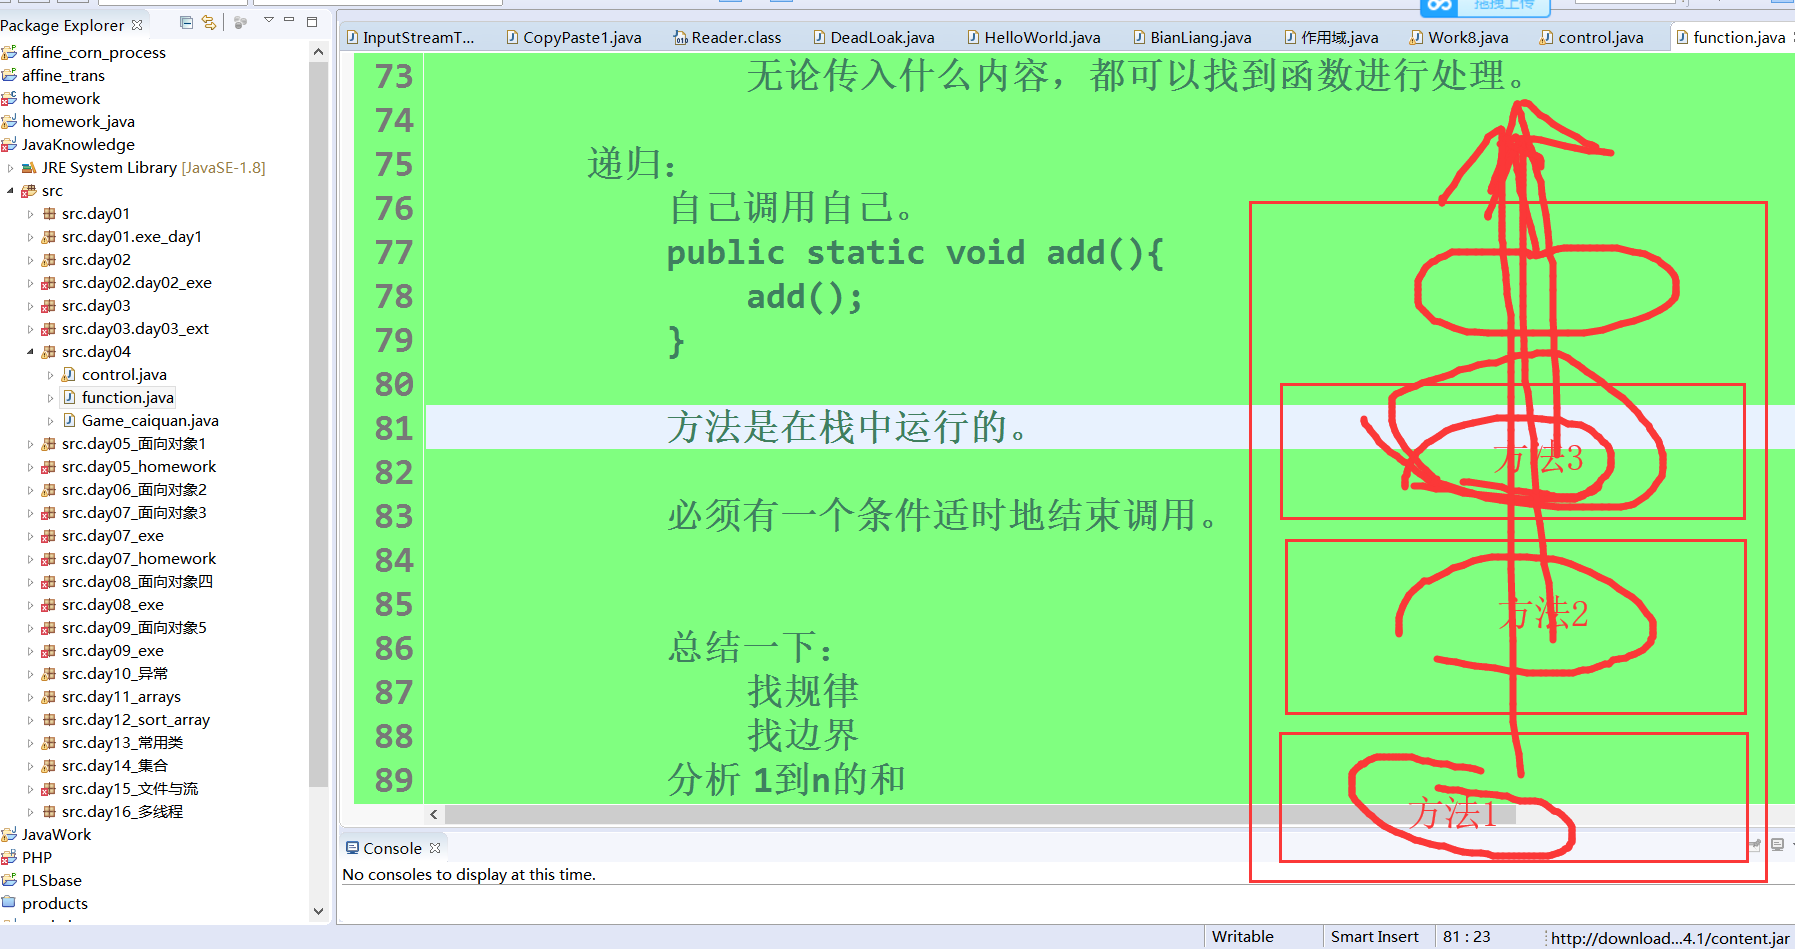 拖拽上传
Package Explorer
affine_corn_process
affine_trans
homework
homework_java
JavaKnowledge
JRE System Library [JavaSE-1.8]
src
src.day01
src.day01.exe_day1
src.day02
src.day02.day02_exe
src.day03
src.day03.day03_ext
src.day04
control.java
function.java
Game_caiquan.java
src.day05_面向对象1
src.day05_homework
src.day06_面向对象2
src.day07_面向对象3
src.day07_exe
src.day07_homework
src.day08_面向对象四
src.day08_exe
src.day09_面向对象5
src.day09_exe
src.day10_异常
src.day11_arrays
src.day12_sort_array
src.day13_常用类
src.day14_集合
src.day15_文件与流
src.day16_多线程
JavaWork
PHP
PLSbase
products
InputStreamT... CopyPaste1.java Reader.class DeadLoak.java HelloWorld.java BianLiang.java 作用域.java Work8.java control.java function.java
73 无论传入什么内容，都可以找到函数进行处理。
74
75 递归：
76 自己调用自己。
77 public static void add(){
78 add();
79 }
80
81 方法是在栈中运行的。
82
83 必须有一个条件适时地结束调用。
84
85
86 总结一下：
87 找规律
88 找边界
89 分析 1到n的和
方法3
方法2
方法1
Console
No consoles to display at this time.
Writable Smart Insert 81 : 23 http://download...4.1/content.jar